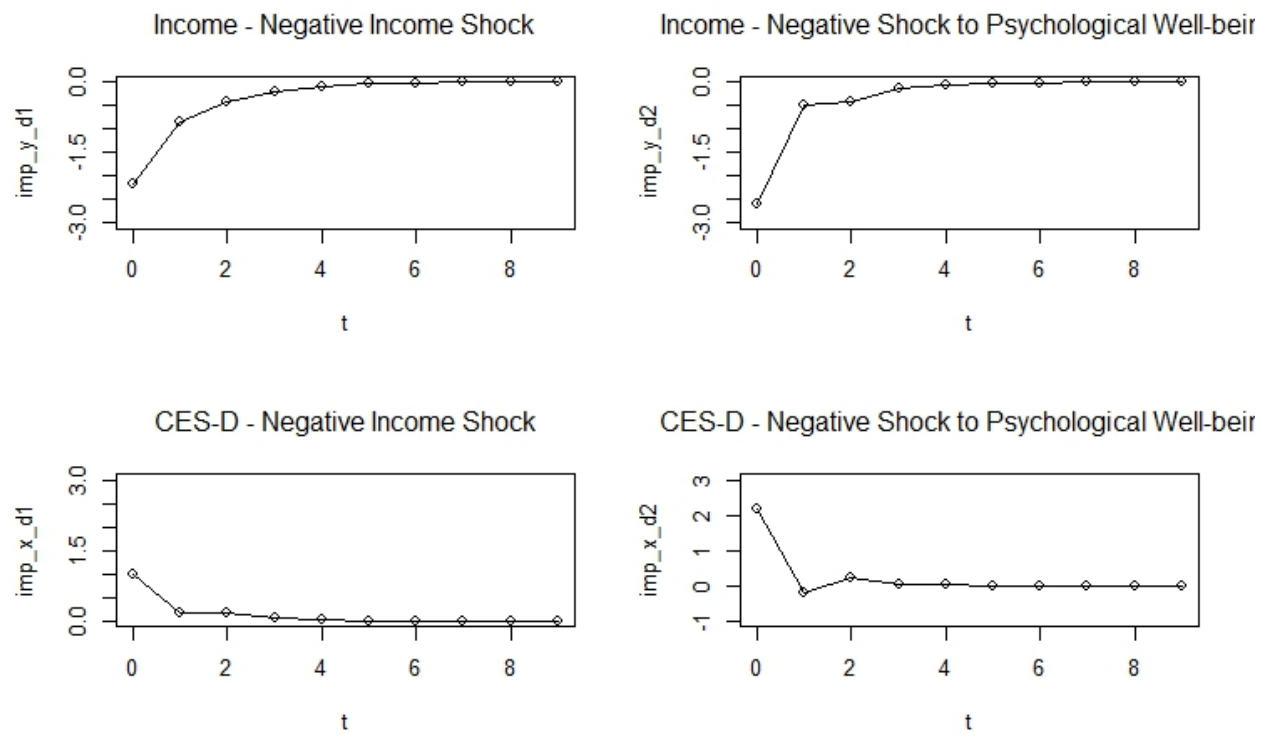 Income - Negative Income Shock
imp_y_d1
0.0
-1.5
-3.0
0 2 4 6 8
t
Income - Negative Shock to Psychological Well-bein
imp_y_d2
0.0
-1.5
-3.0
0 2 4 6 8
t
CES-D - Negative Income Shock
imp_x_d1
3.0
1.5
0.0
0 2 4 6 8
t
CES-D - Negative Shock to Psychological Well-bein
imp_x_d2
3
2
1
0
-1
0 2 4 6 8
t